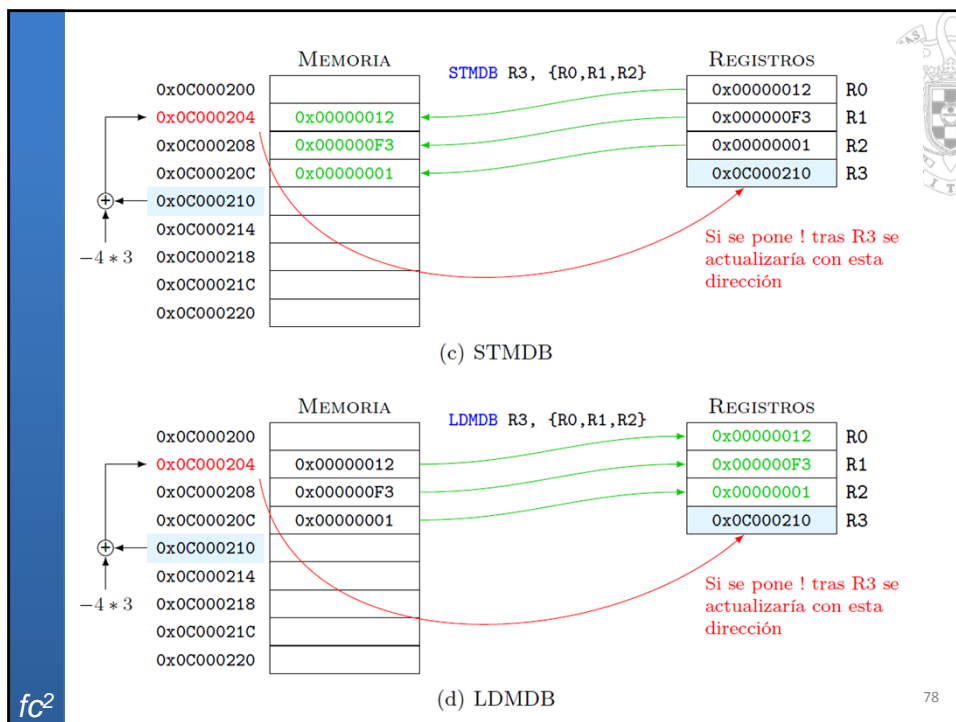 MEMORIA
REGISTROS
STMDB R3, {R0,R1,R2}
0x0C000200
0x00000012 R0
0x0C000204 0x00000012
0x000000F3 R1
0x0C000208 0x000000F3
0x00000001 R2
0x0C00020C 0x00000001
0x0C000210 R3
+ 0x0C000210
0x0C000214
−4 ∗ 3
0x0C000218
0x0C00021C
0x0C000220
Si se pone ! tras R3 se
actualizaría con esta
dirección
(c) STMDB
MEMORIA
REGISTROS
LDMDB R3, {R0,R1,R2}
0x0C000200
0x00000012 R0
0x0C000204 0x00000012
0x000000F3 R1
0x0C000208 0x000000F3
0x00000001 R2
0x0C00020C 0x00000001
0x0C000210 R3
+ 0x0C000210
0x0C000214
−4 ∗ 3
0x0C000218
0x0C00021C
0x0C000220
Si se pone ! tras R3 se
actualizaría con esta
dirección
(d) LDMDB
fc²
78